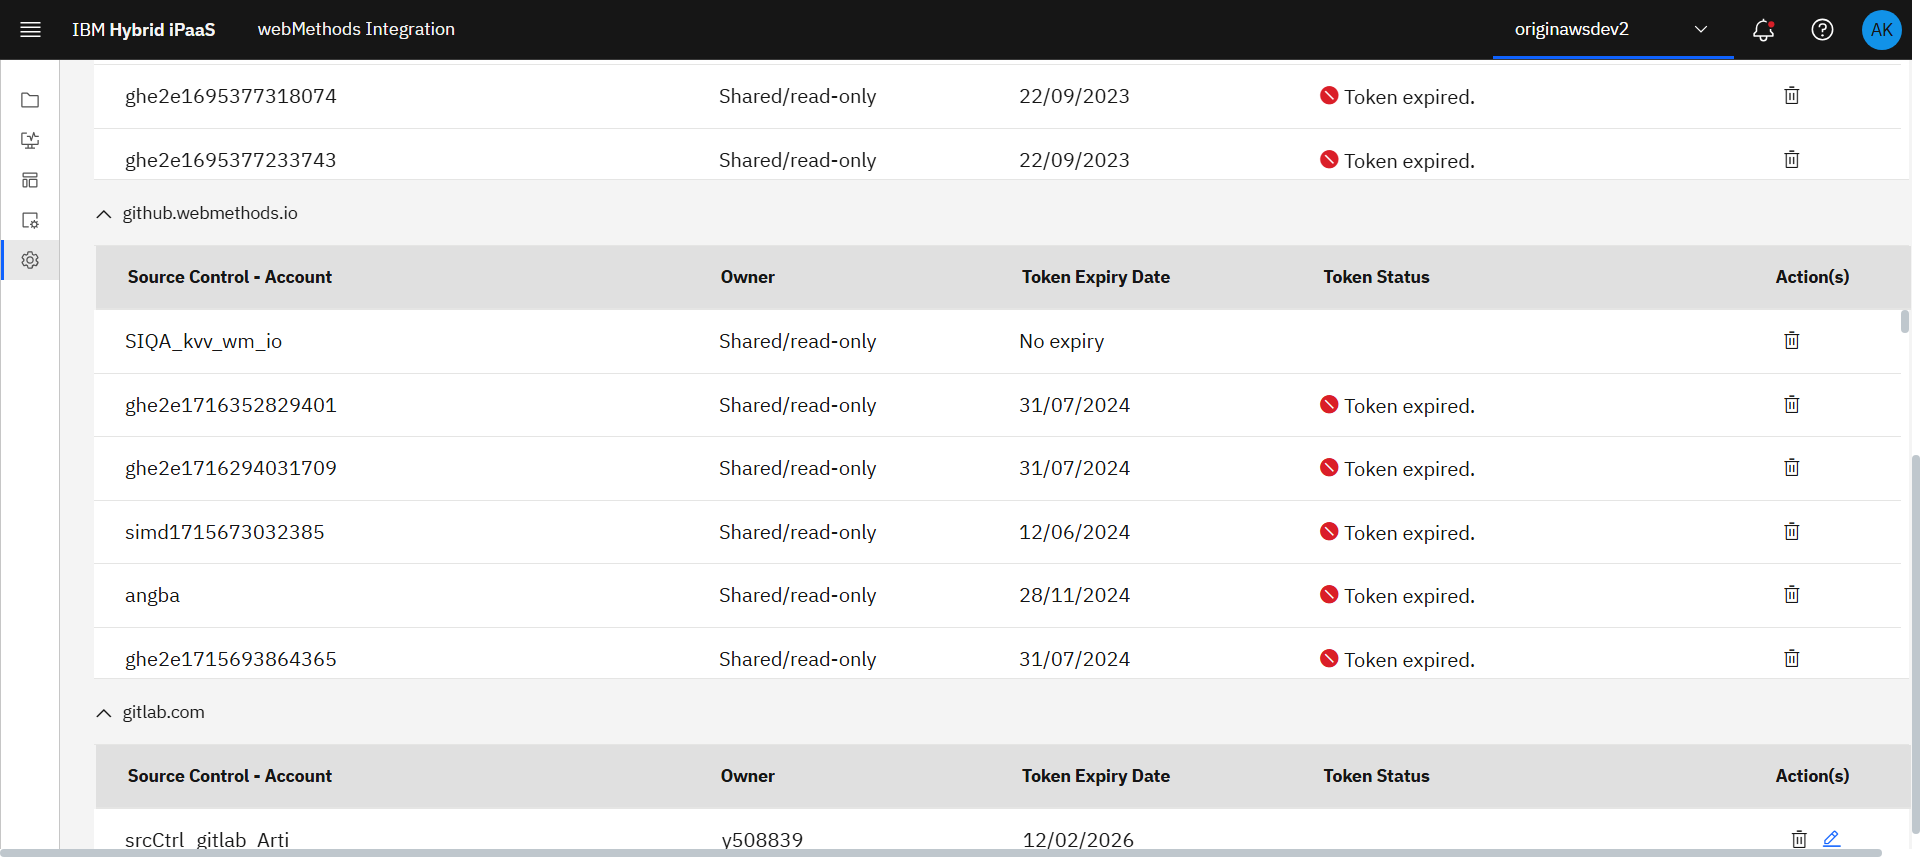 IBM Hybrid iPaaS webMethods Integration originawsdev2 AK
ghe2e1695377318074 Shared/read-only 22/09/2023 Token expired.
ghe2e1695377233743 Shared/read-only 22/09/2023 Token expired.
github.webmethods.io
Source Control - Account Owner Token Expiry Date Token Status Action(s)
SIQA_kvv_wm_io Shared/read-only No expiry
ghe2e1716352829401 Shared/read-only 31/07/2024 Token expired.
ghe2e1716294031709 Shared/read-only 31/07/2024 Token expired.
simd1715673032385 Shared/read-only 12/06/2024 Token expired.
angba Shared/read-only 28/11/2024 Token expired.
ghe2e1715693864365 Shared/read-only 31/07/2024 Token expired.
gitlab.com
Source Control - Account Owner Token Expiry Date Token Status Action(s)
srcCtrl_gitlab_Arti y508839 12/02/2026